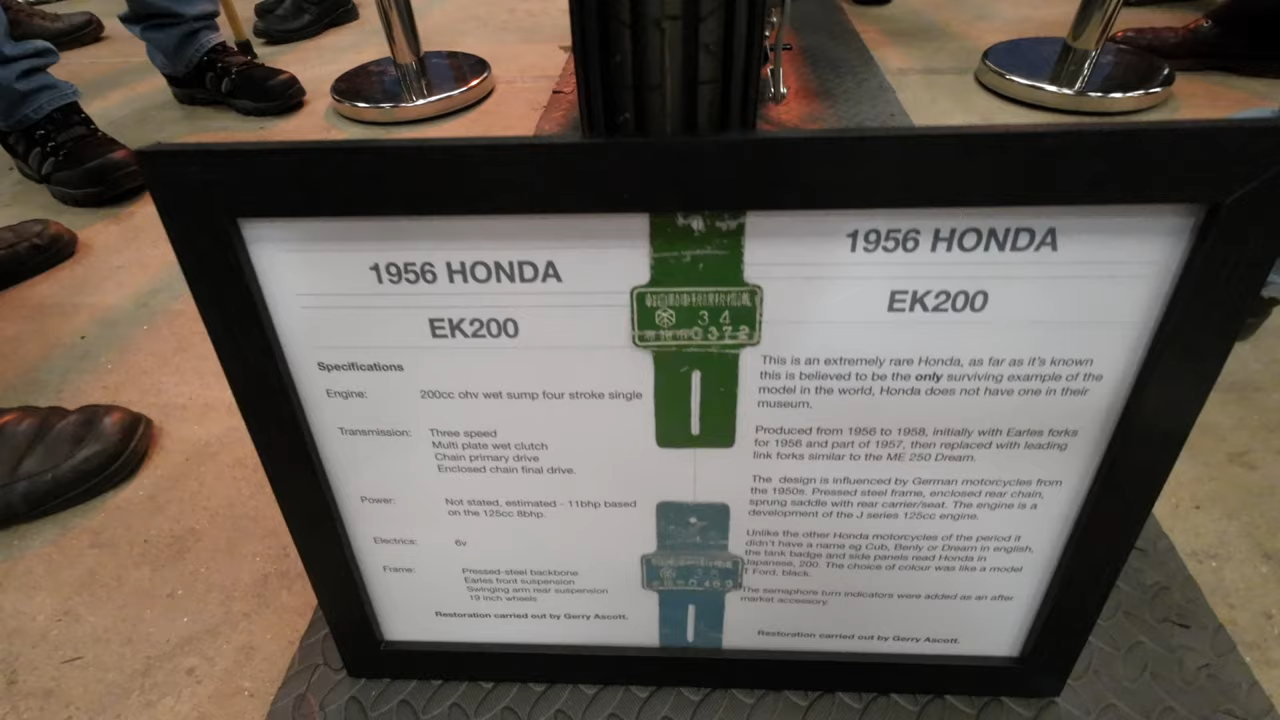 1956 HONDA
EK200
Specifications
Engine: 200cc ohv wet sump four stroke single
Transmission: Three speed
Multi plate wet clutch
Chain primary drive
Enclosed chain final drive.
Power: Not stated, estimated - 11bhp based
on the 125cc 8bhp.
Electrics: 6v
Frame: Pressed-steel backbone
Earles front suspension
Swinging arm rear suspension
19 inch wheels
Restoration carried out by Gerry Ascott.
34
0372
1956 HONDA
EK200
This is an extremely rare Honda, as far as it's known
this is believed to be the only surviving example of the
model in the world, Honda does not have one in their
museum.
Produced from 1956 to 1958, initially with Earles forks
for 1956 and part of 1957, then replaced with leading
link forks similar to the ME 250 Dream.
The design is influenced by German motorcycles from
the 1950s. Pressed steel frame, enclosed rear chain,
sprung saddle with rear carrier/seat. The engine is a
development of the J series 125cc engine.
Unlike the other Honda motorcycles of the period it
didn't have a name eg Cub, Benly or Dream in english,
the tank badge and side panels read Honda in
Japanese, 200. The choice of colour was like a model
T Ford, black.
The semaphore turn indicators were added as an after
market accessory.
Restoration carried out by Gerry Ascott.